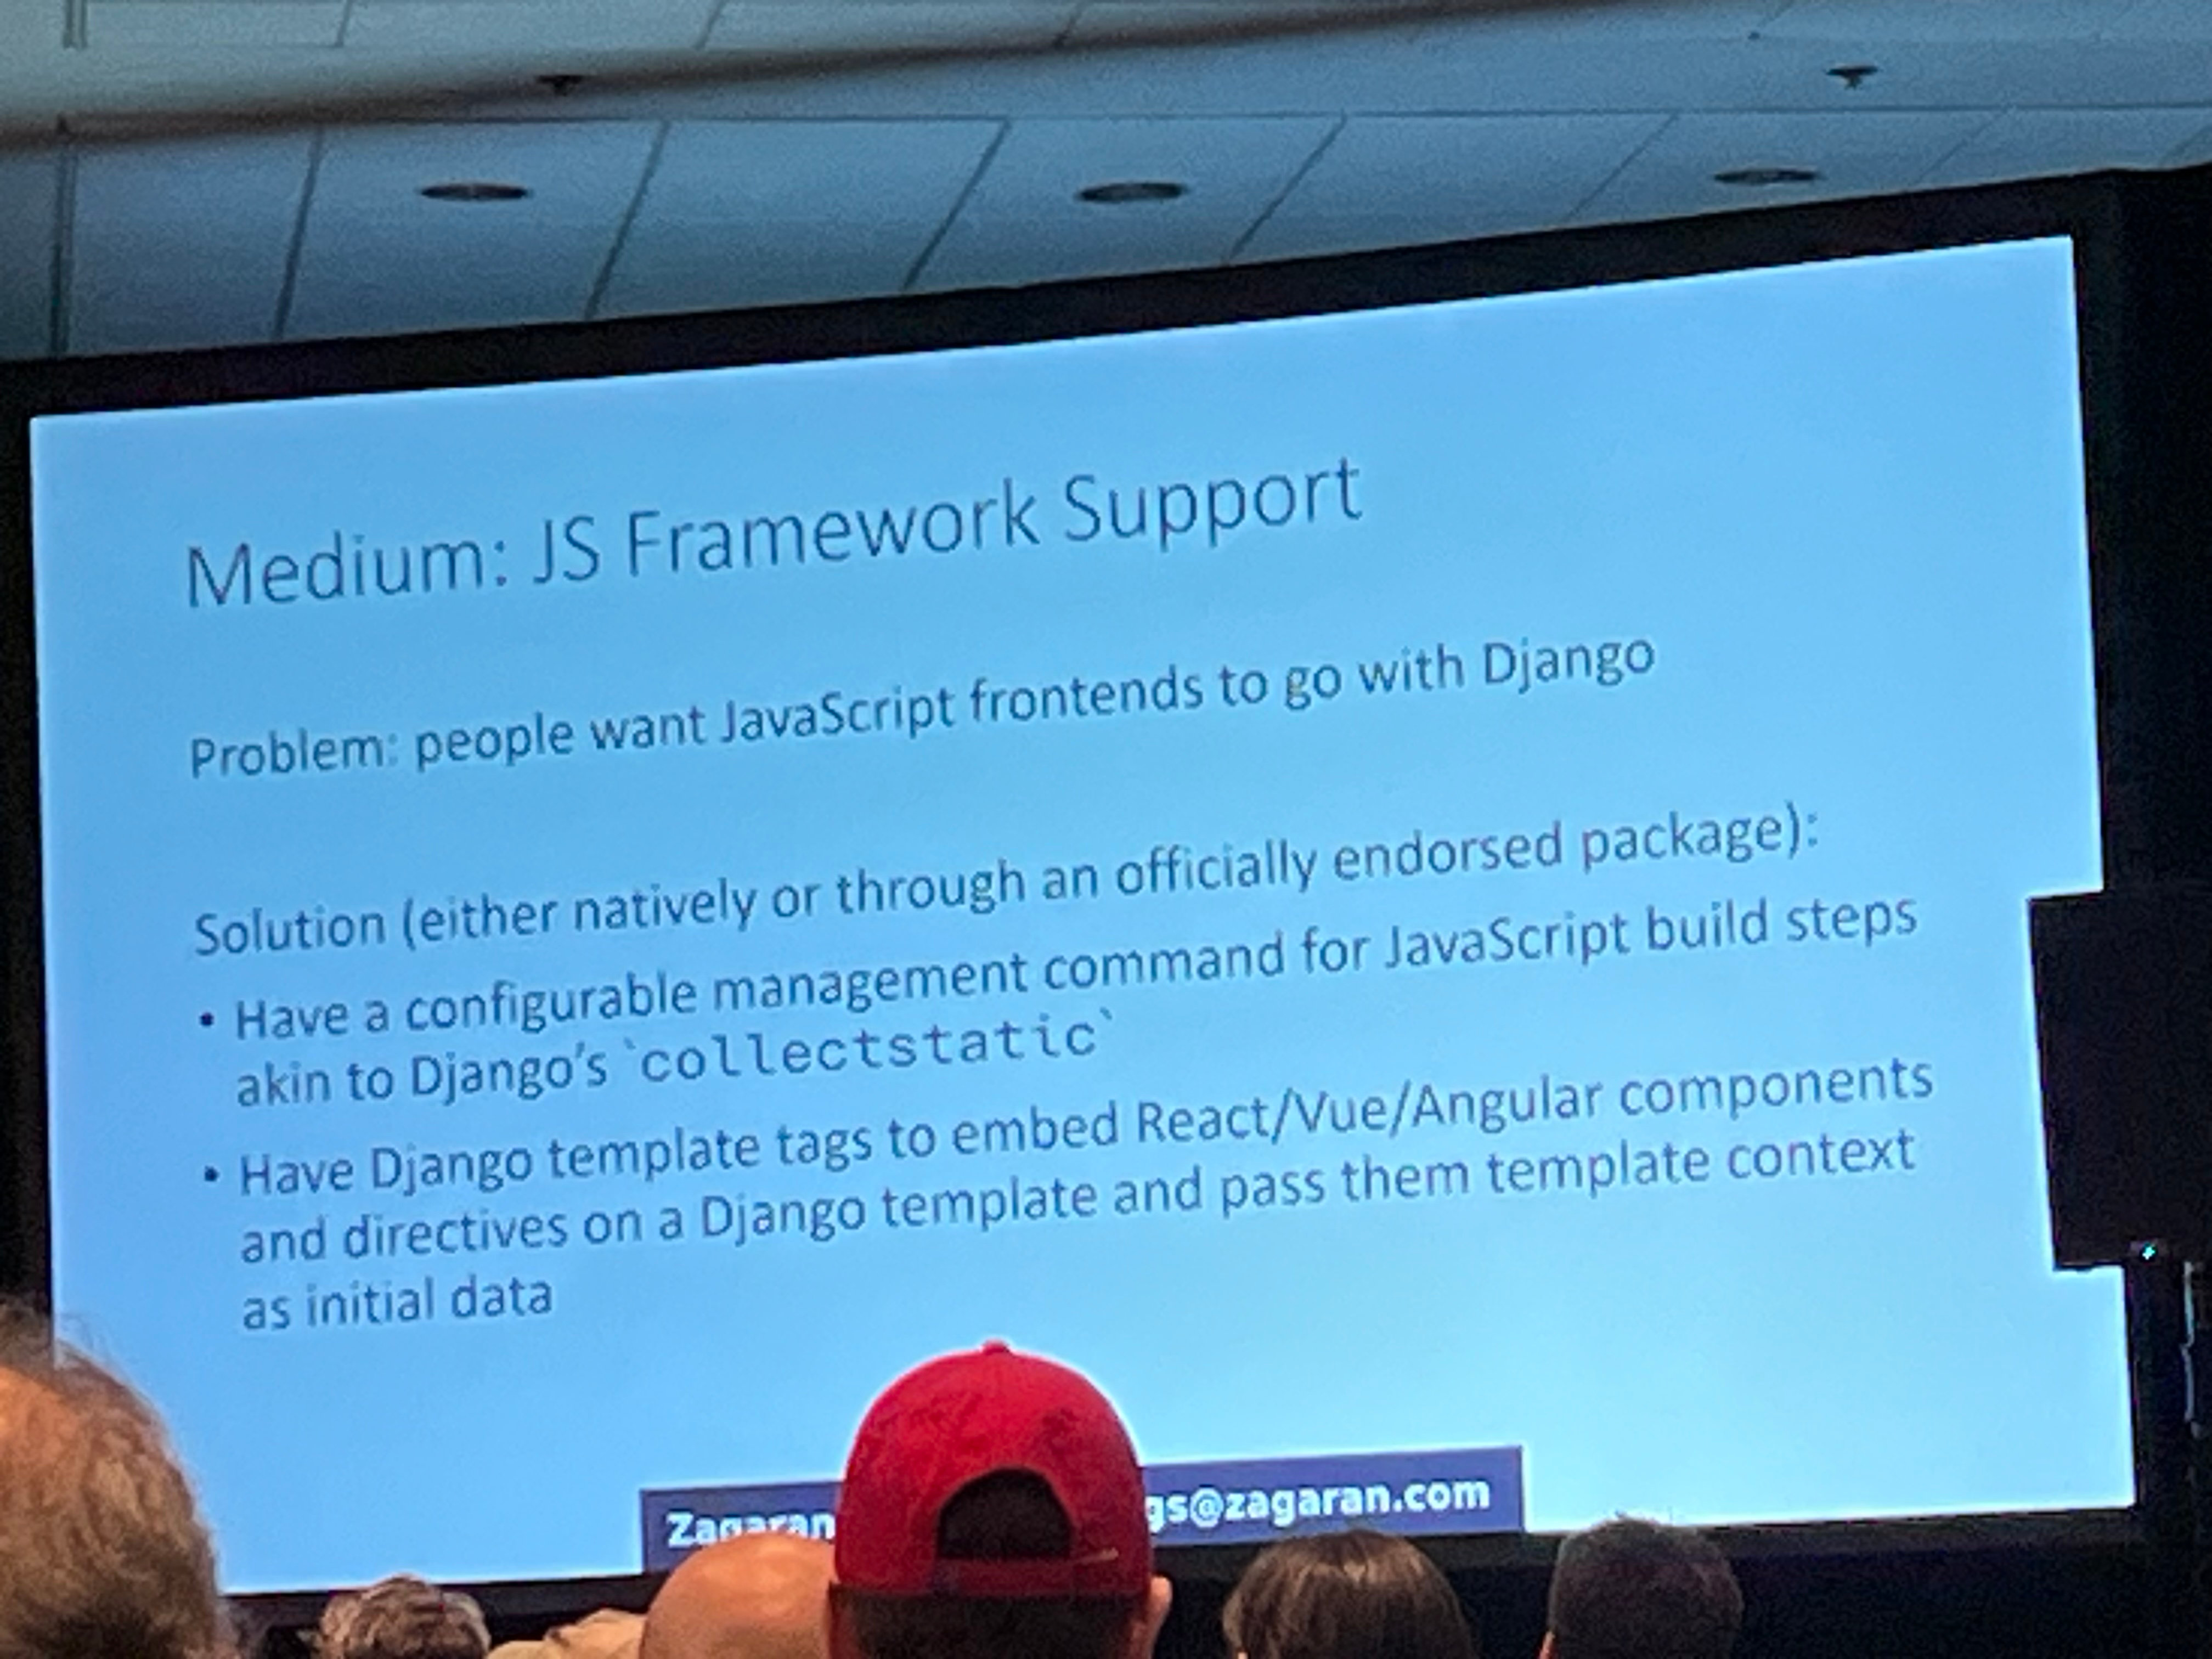 Medium: JS Framework Support
Problem: people want JavaScript frontends to go with Django
Solution (either natively or through an officially endorsed package):
• Have a configurable management command for JavaScript build steps
akin to Django's `collectstatic`
• Have Django template tags to embed React/Vue/Angular components
and directives on a Django template and pass them template context
as initial data
Zagaran gs@zagaran.com